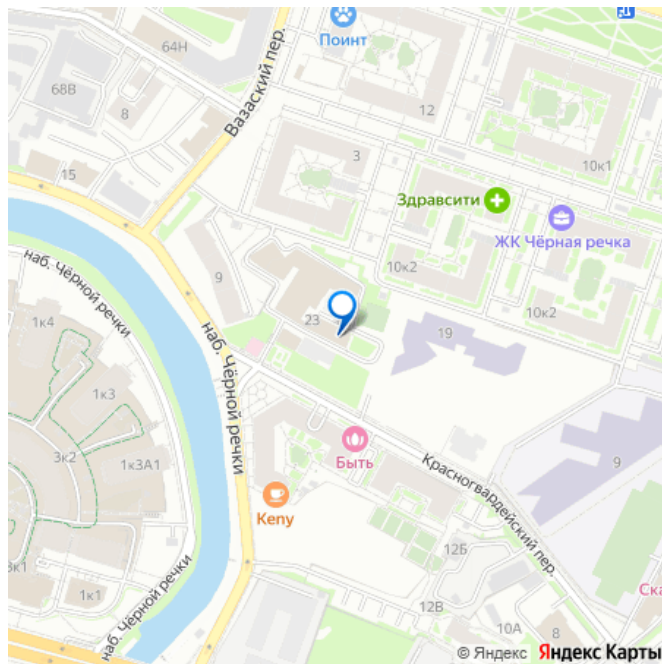 64Н
Поинт
Вазаский пер.
68В
8
12
3
10к1
15
Здравсити
ЖК Чёрная речка
10к2
9
10к2
наб. Чёрной речки
23
19
1к4
наб. Чёрной речки
1к3
Красногвардейский пер.
Быть
3к2
1к3А1
9
Keny
12Б
1к1
12В
наб. Чёрной речки
10А
8
© Яндекс Яндекс Карты